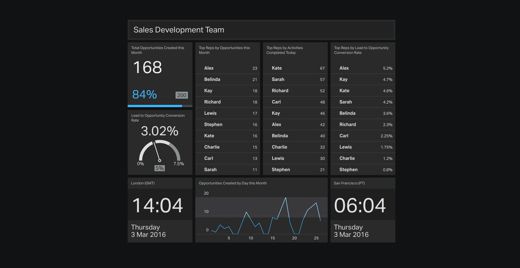 Sales Development Team
Total Opportunities Created this
Month
168
84%
200
Lead to Opportunity Conversion
Rate
3.02%
0%
7.5%
5%
Top Reps by Opportunities this
Month
Alex 23
Belinda 21
Kay 18
Richard 18
Lewis 17
Stephen 16
Kate 16
Charlie 15
Carl 13
Sarah 11
Top Reps by Activities
Completed Today
Kate 67
Sarah 57
Richard 52
Carl 48
Kay 46
Alex 42
Belinda 40
Charlie 33
Lewis 30
Stephen 21
Top Reps by Lead to Opportunity
Conversion Rate
Alex 5.2%
Kay 4.7%
Kate 4.6%
Sarah 4.2%
Belinda 3.6%
Richard 2.3%
Carl 2.25%
Lewis 1.75%
Charlie 1.2%
Stephen 0.8%
London (GMT)
14:04
Thursday
3 Mar 2016
Opportunities Created by Day this Month
20
10
0
5
10
15
20
25
San Francisco (PT)
06:04
Thursday
3 Mar 2016